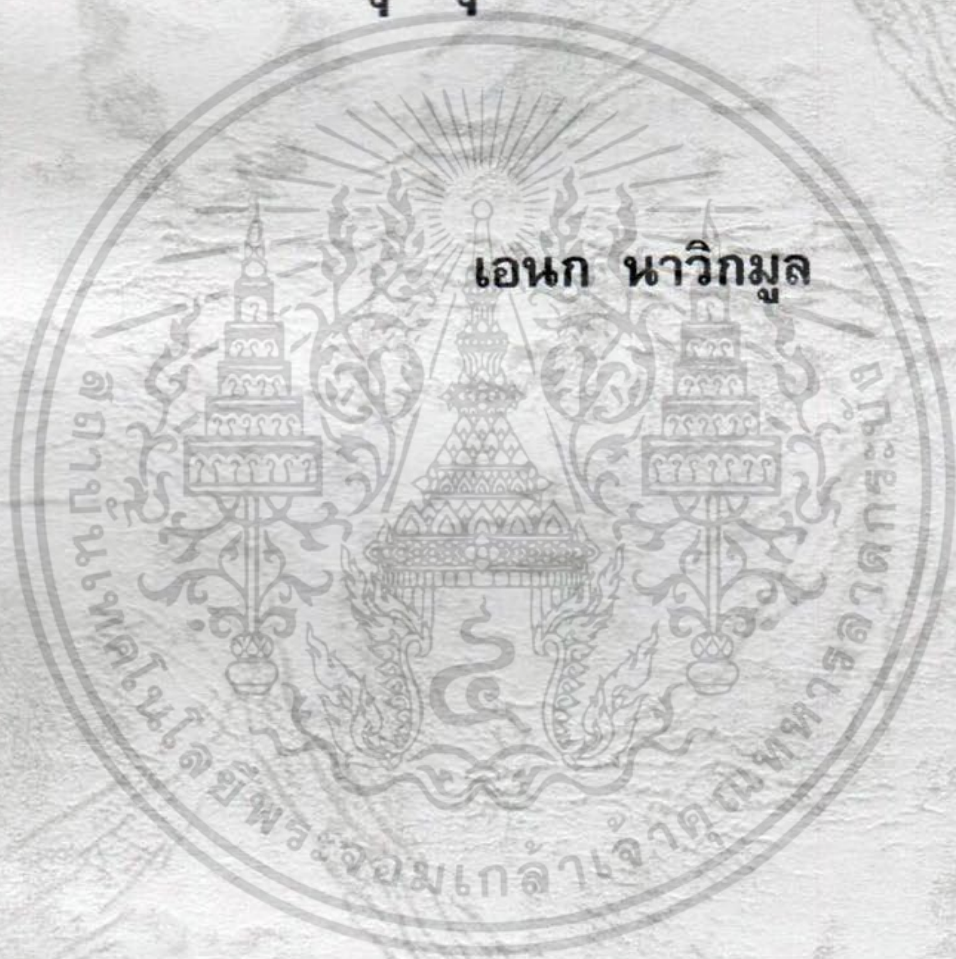 เอนก นาวิกมูล
สถาบันเทคโนโลยีพระจอมเกล้าเจ้าคุณทหารลาดกระบัง
๔